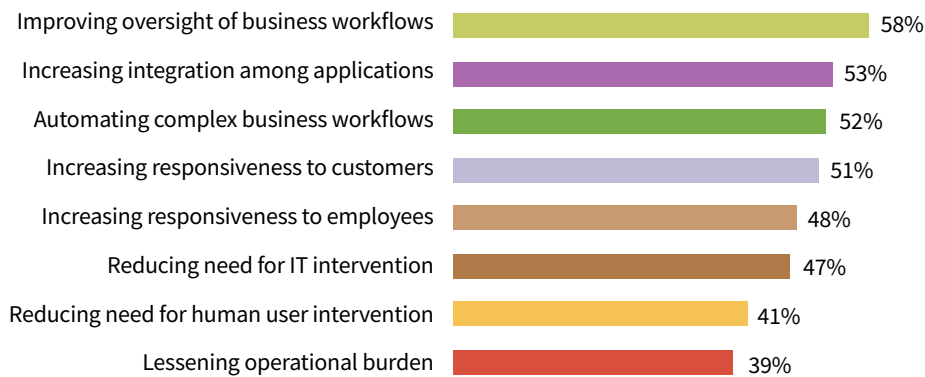 Improving oversight of business workflows 58%
Increasing integration among applications 53%
Automating complex business workflows 52%
Increasing responsiveness to customers 51%
Increasing responsiveness to employees 48%
Reducing need for IT intervention 47%
Reducing need for human user intervention 41%
Lessening operational burden 39%